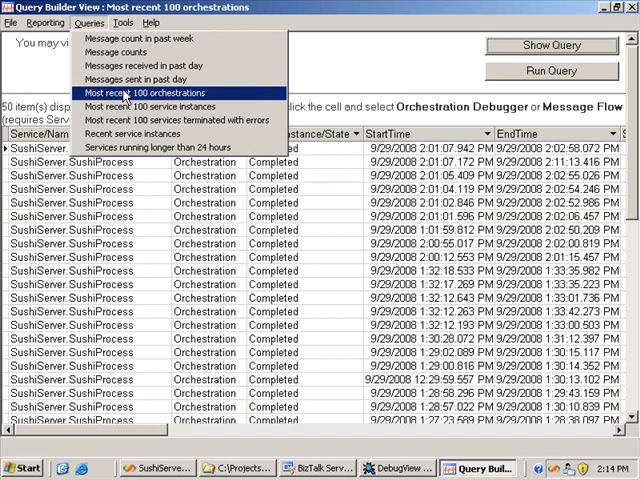 Query Builder View : Most recent 100 orchestrations
File Reporting Queries Tools Help
You may vi
Message count in past week
Message counts
Messages received in past day
Messages sent in past day
Most recent 100 orchestrations
Most recent 100 service instances
Most recent 100 services terminated with errors
Recent service instances
Services running longer than 24 hours
Show Query
Run Query
50 item(s) disp click the cell and select Orchestration Debugger or Message Flow
(requires Serv
Service/Nam nstance/State StartTime EndTime
SushiServer.S 9/29/2008 2:01:07.942 PM 9/29/2008 2:02:58.072 PM
SushiServer.SushiProcess Orchestration Completed 9/29/2008 2:01:07.172 PM 9/29/2008 2:11:13.416 PM
SushiServer.SushiProcess Orchestration Completed 9/29/2008 2:01:05.409 PM 9/29/2008 2:02:55.026 PM
SushiServer.SushiProcess Orchestration Completed 9/29/2008 2:01:04.119 PM 9/29/2008 2:02:54.246 PM
SushiServer.SushiProcess Orchestration Completed 9/29/2008 2:01:02.846 PM 9/29/2008 2:02:52.986 PM
SushiServer.SushiProcess Orchestration Completed 9/29/2008 2:01:01.596 PM 9/29/2008 2:02:06.457 PM
SushiServer.SushiProcess Orchestration Completed 9/29/2008 1:59:59.812 PM 9/29/2008 2:02:50.209 PM
SushiServer.SushiProcess Orchestration Completed 9/29/2008 2:00:55.017 PM 9/29/2008 2:02:00.819 PM
SushiServer.SushiProcess Orchestration Completed 9/29/2008 2:00:12.553 PM 9/29/2008 2:01:15.457 PM
SushiServer.SushiProcess Orchestration Completed 9/29/2008 1:32:18.533 PM 9/29/2008 1:33:35.982 PM
SushiServer.SushiProcess Orchestration Completed 9/29/2008 1:32:17.269 PM 9/29/2008 1:33:35.223 PM
SushiServer.SushiProcess Orchestration Completed 9/29/2008 1:32:12.643 PM 9/29/2008 1:33:01.736 PM
SushiServer.SushiProcess Orchestration Completed 9/29/2008 1:32:12.263 PM 9/29/2008 1:33:42.673 PM
SushiServer.SushiProcess Orchestration Completed 9/29/2008 1:32:12.193 PM 9/29/2008 1:33:00.503 PM
SushiServer.SushiProcess Orchestration Completed 9/29/2008 1:30:28.072 PM 9/29/2008 1:31:12.397 PM
SushiServer.SushiProcess Orchestration Completed 9/29/2008 1:29:02.089 PM 9/29/2008 1:30:15.157 PM
SushiServer.SushiProcess Orchestration Completed 9/29/2008 1:29:00.816 PM 9/29/2008 1:30:14.352 PM
SushiServer.SushiProcess Orchestration Completed 9/29/2008 12:29:59.557 PM 9/29/2008 1:30:13.102 PM
SushiServer.SushiProcess Orchestration Completed 9/29/2008 1:28:58.296 PM 9/29/2008 1:29:43.159 PM
SushiServer.SushiProcess Orchestration Completed 9/29/2008 1:28:57.022 PM 9/29/2008 1:30:10.839 PM
SushiServer.SushiProcess Orchestration Completed 9/29/2008 1:27:23.589 PM 9/29/2008 1:28:38.097 PM
Start SushiServe... C:\Projects... BizTalk Serv... DebugView ... Query Buil... 2:14 PM